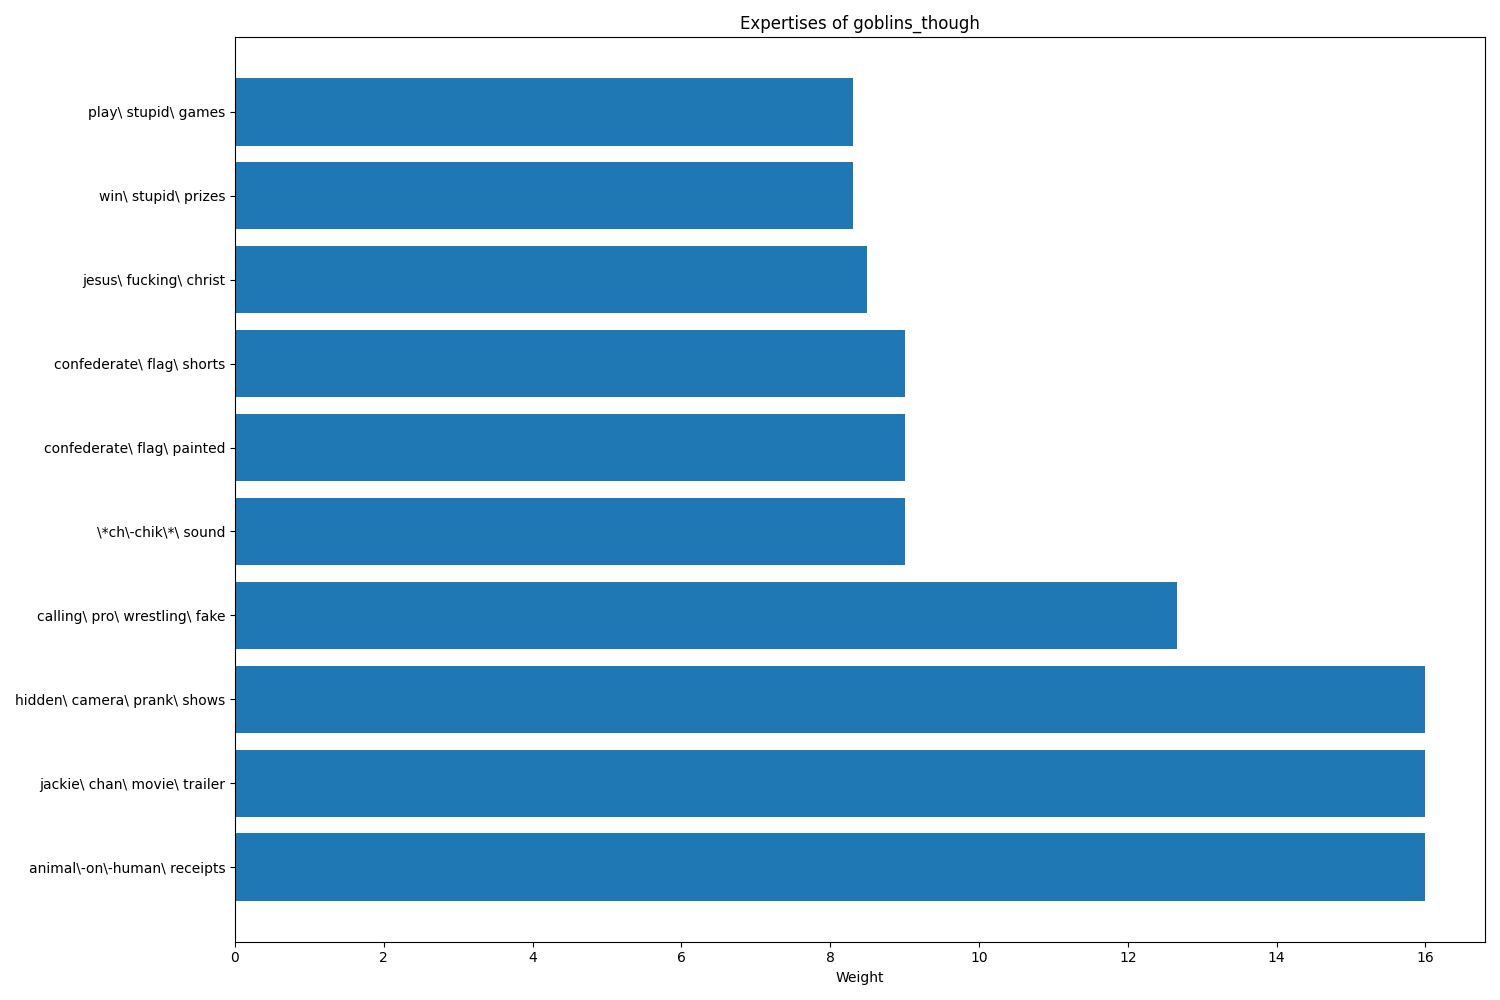 Expertises of goblins_though
play\ stupid\ games
win\ stupid\ prizes
jesus\ fucking\ christ
confederate\ flag\ shorts
confederate\ flag\ painted
\*ch\-chik\*\ sound
calling\ pro\ wrestling\ fake
hidden\ camera\ prank\ shows
jackie\ chan\ movie\ trailer
animal\-on\-human\ receipts
0 2 4 6 8 10 12 14 16
Weight